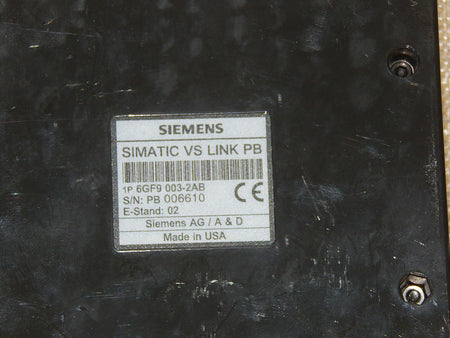 SIEMENS
SIMATIC VS LINK PB
1P 6GF9 003-2AB
S/N: PB 006610
E-Stand: 02
CE
Siemens AG / A & D
Made in USA